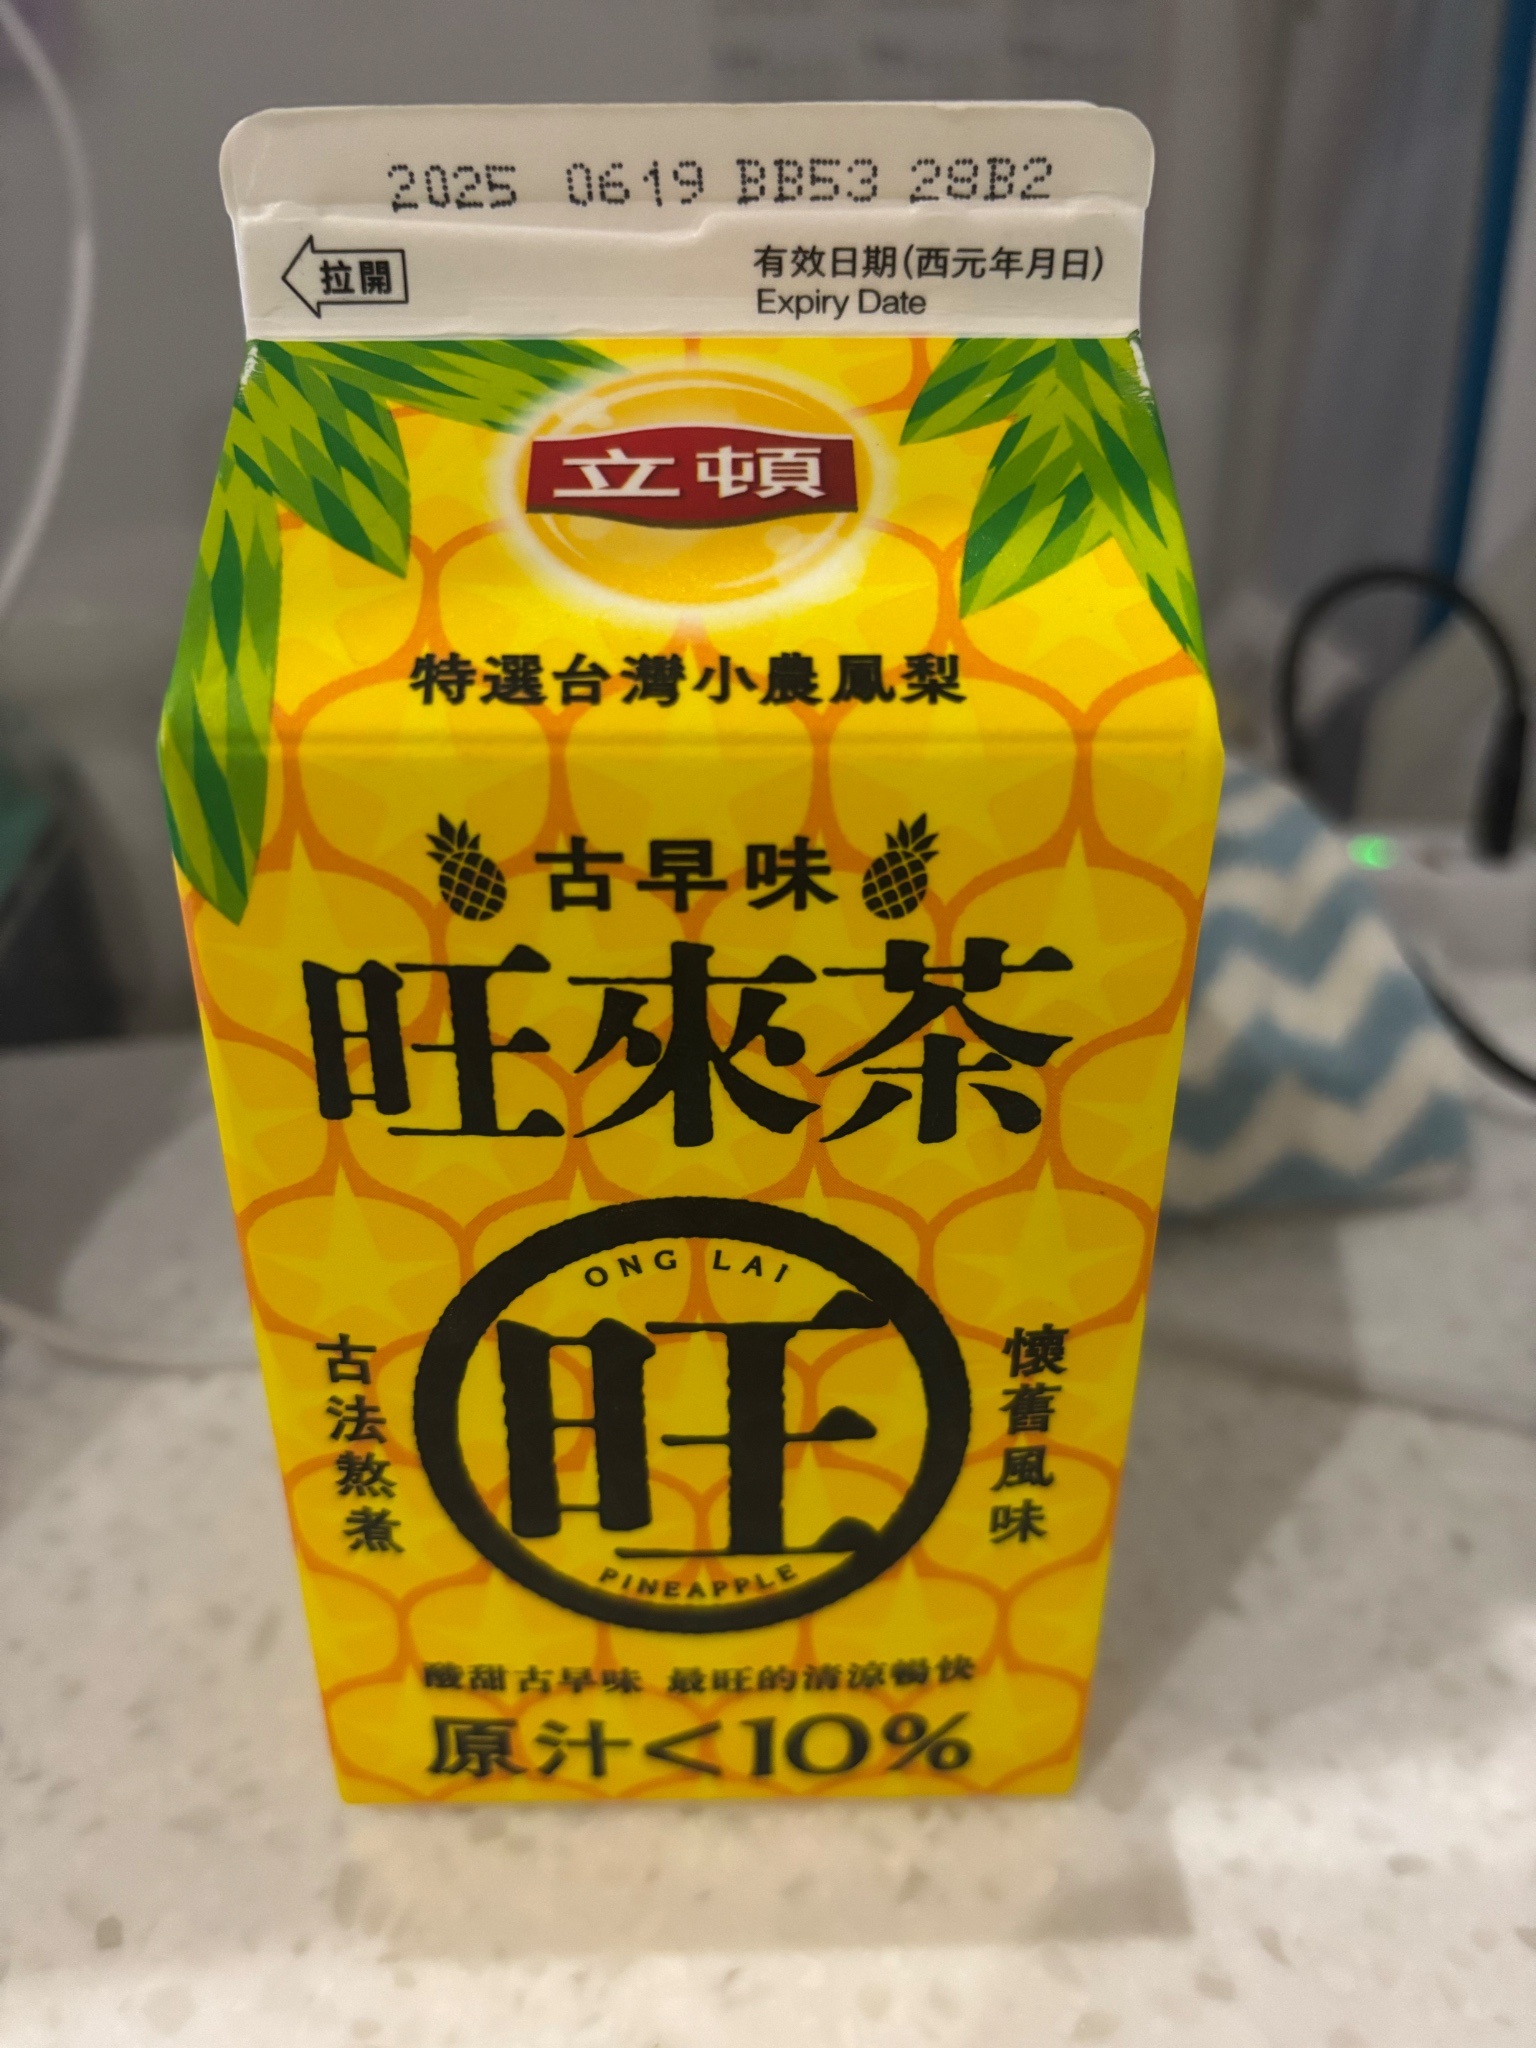 2025 0619 BB53 28B2
拉開
有效日期(西元年月日)
Expiry Date
立頓
特選台灣小農鳳梨
古早味
旺來茶
ONG LAI
旺
PINEAPPLE
古法熬煮
懷舊風味
酸甜古早味 最旺的清涼暢快
原汁<10%